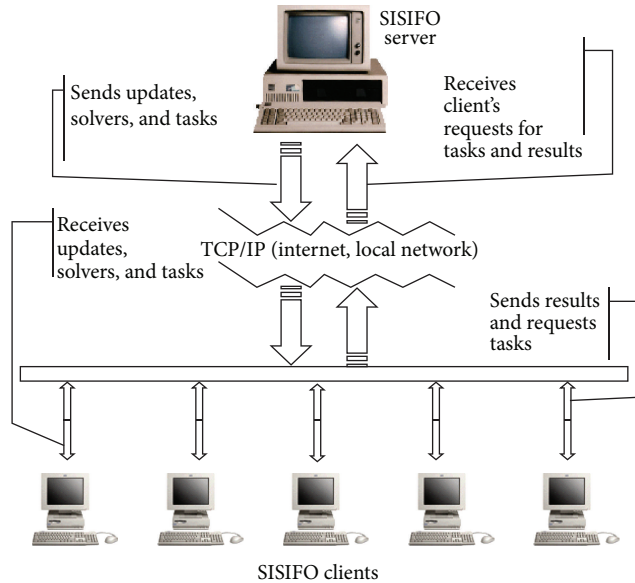 SISIFO
server
Sends updates,
solvers, and tasks
Receives
client's
requests for
tasks and results
TCP/IP (internet, local network)
Receives
updates,
solvers, and tasks
Sends results
and requests
tasks
SISIFO clients